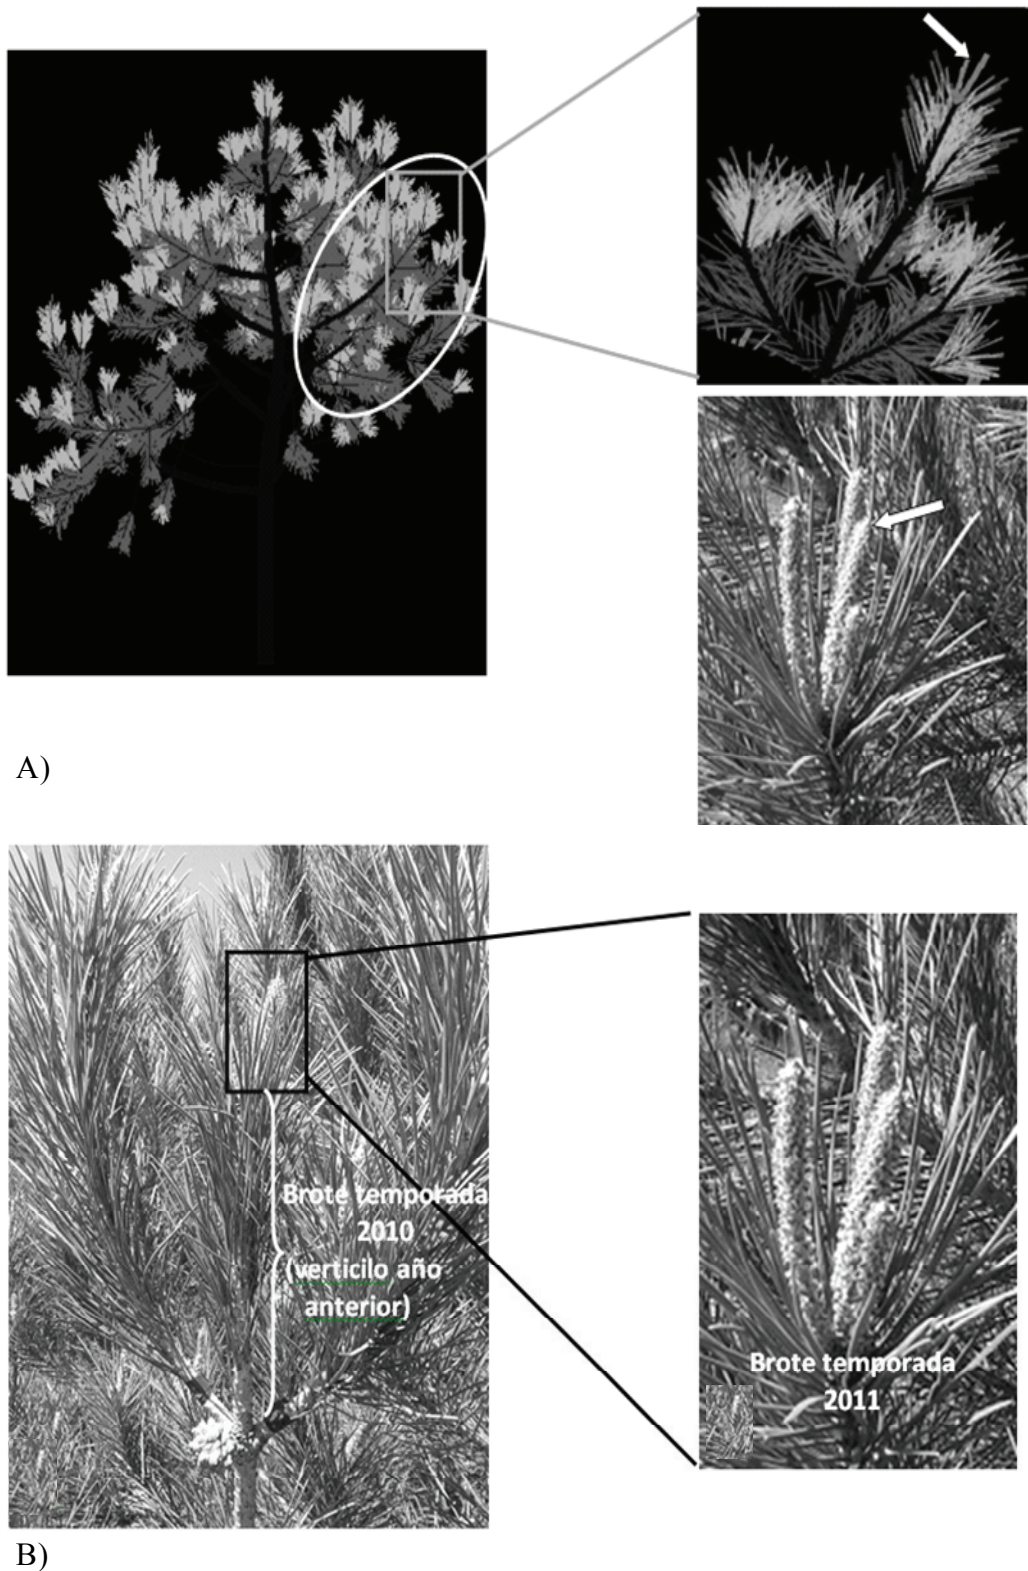 A)
Brote temporada
2010
(verticilo año
anterior)
Brote temporada
2011
B)